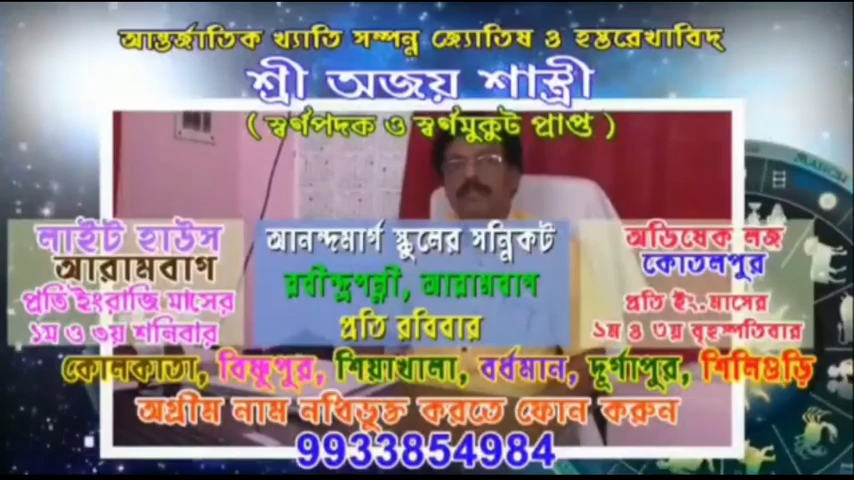 আন্তর্জাতিক খ্যাতি সম্পন্ন জ্যোতিষ ও হস্তরেখাবিদ্
শ্রী অজয় শাস্ত্রী
( স্বর্ণপদক ও স্বর্ণমুকুট প্রাপ্ত )
লাইট হাউস
আরামবাগ
প্রতি ইংরাজি মাসের
১ম ও ৩য় শনিবার
আনন্দমার্গ স্কুলের সন্নিকট
রবীন্দ্রপল্লী, আরামবাগ
প্রতি রবিবার
অভিষেক লজ
কোতলপুর
প্রতি ইং..মাসের
১ম ও ৩য় বৃহস্পতিবার
কোলকাতা, বিষ্ণুপুর, শিয়াখালা, বর্ধমান, দূর্গাপুর, শিলিগুড়ি
অগ্রীম নাম নথিভুক্ত করতে ফোন করুন
9933854984